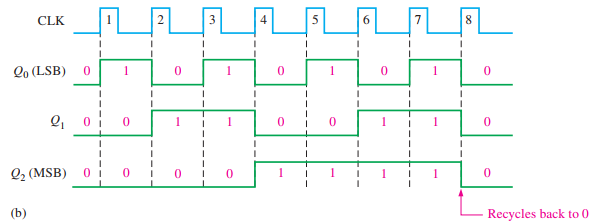 CLK 1 2 3 4 5 6 7 8
Q0 (LSB) 0 1 0 1 0 1 0 1 0
Q1 0 0 1 1 0 0 1 1 0
Q2 (MSB) 0 0 0 0 1 1 1 1 0
(b)
Recycles back to 0